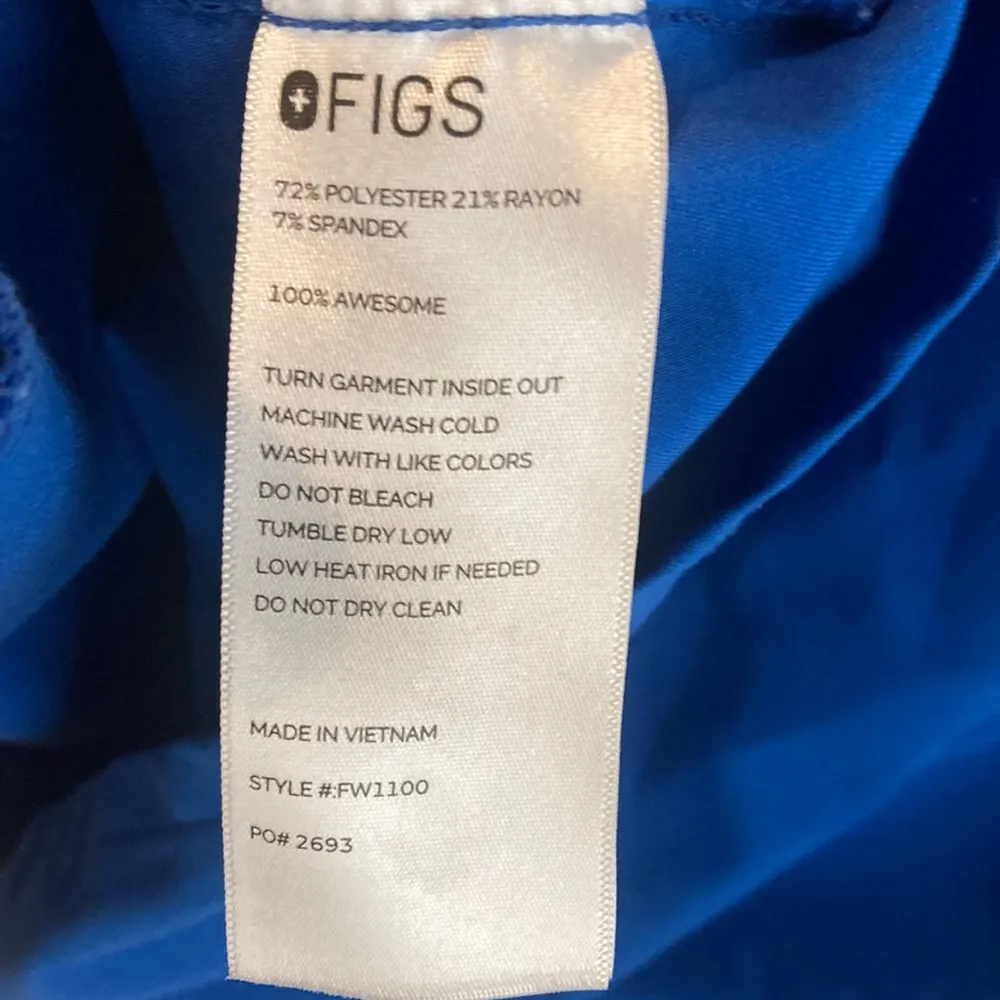 FIGS
72% POLYESTER 21% RAYON
7% SPANDEX
100% AWESOME
TURN GARMENT INSIDE OUT
MACHINE WASH COLD
WASH WITH LIKE COLORS
DO NOT BLEACH
TUMBLE DRY LOW
LOW HEAT IRON IF NEEDED
DO NOT DRY CLEAN
MADE IN VIETNAM
STYLE #:FW1100
PO# 2693